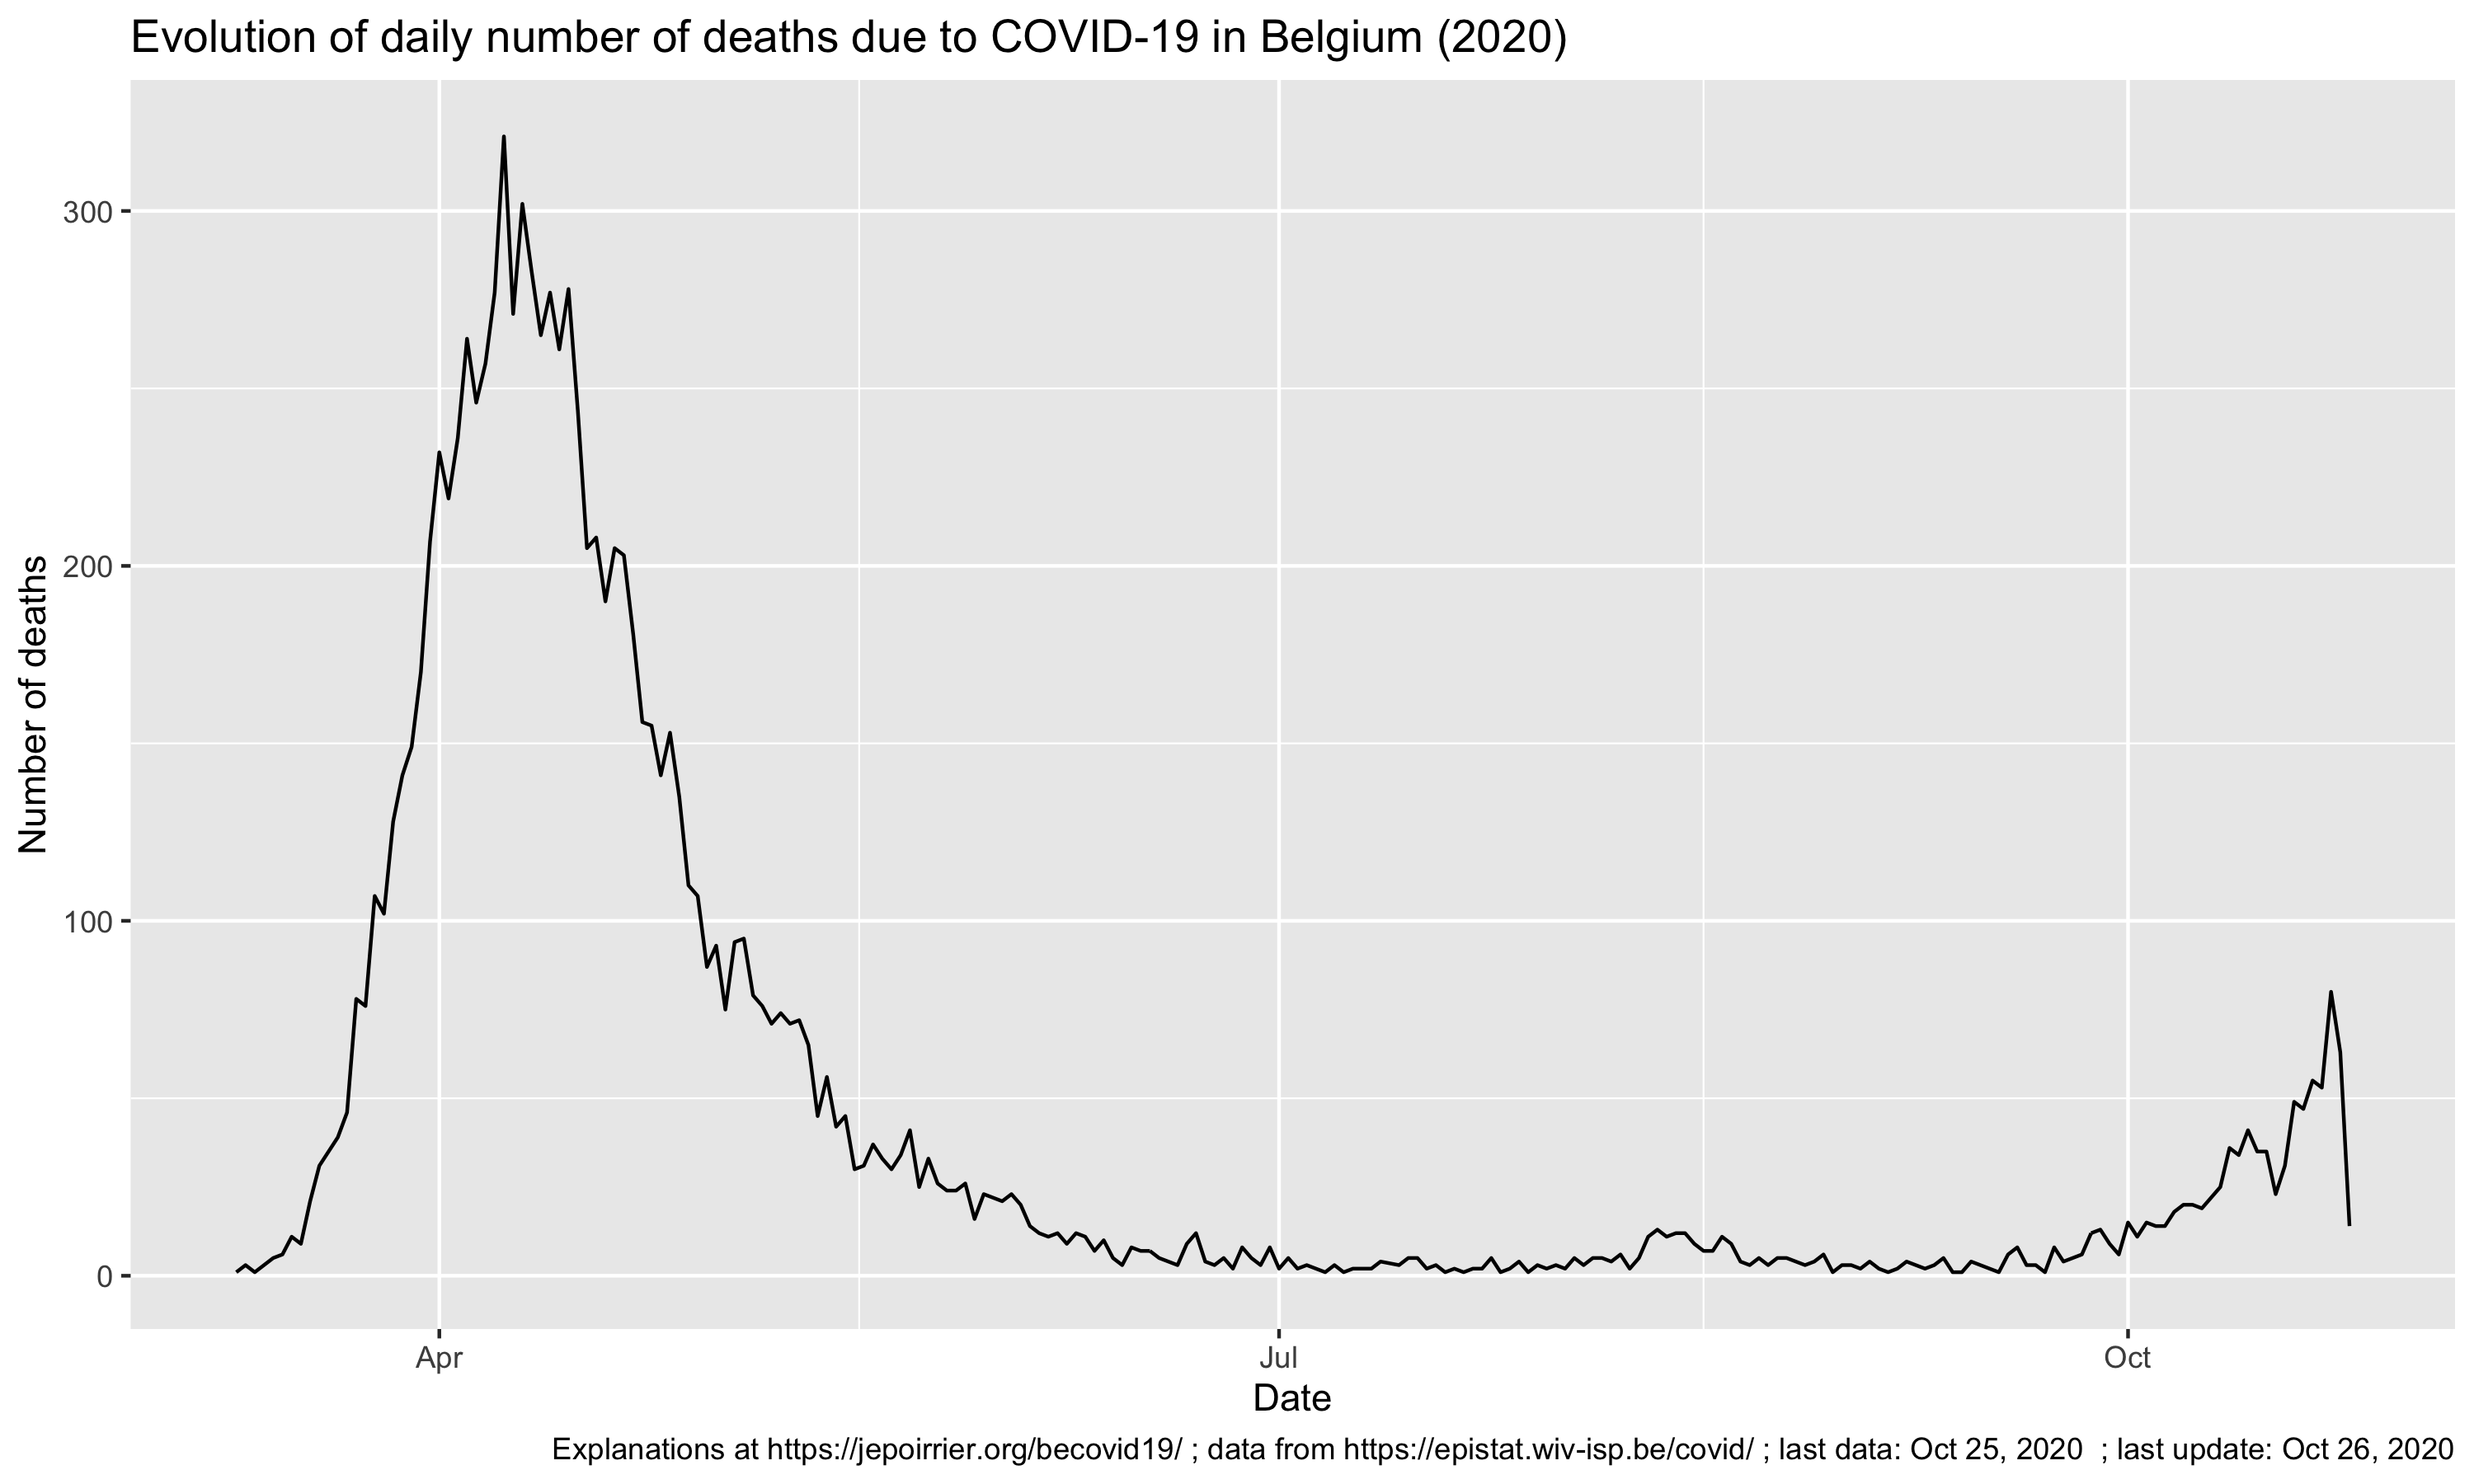 Evolution of daily number of deaths due to COVID-19 in Belgium (2020)
Number of deaths
300
200
100
0
Apr
Jul
Oct
Date
Explanations at https://jepoirrier.org/becovid19/ ; data from https://epistat.wiv-isp.be/covid/ ; last data: Oct 25, 2020  ; last update: Oct 26, 2020